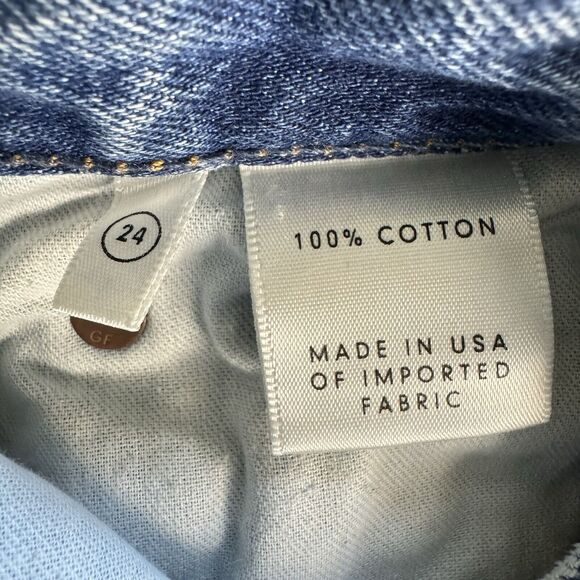 24
GF
100% COTTON
MADE IN USA
OF IMPORTED
FABRIC